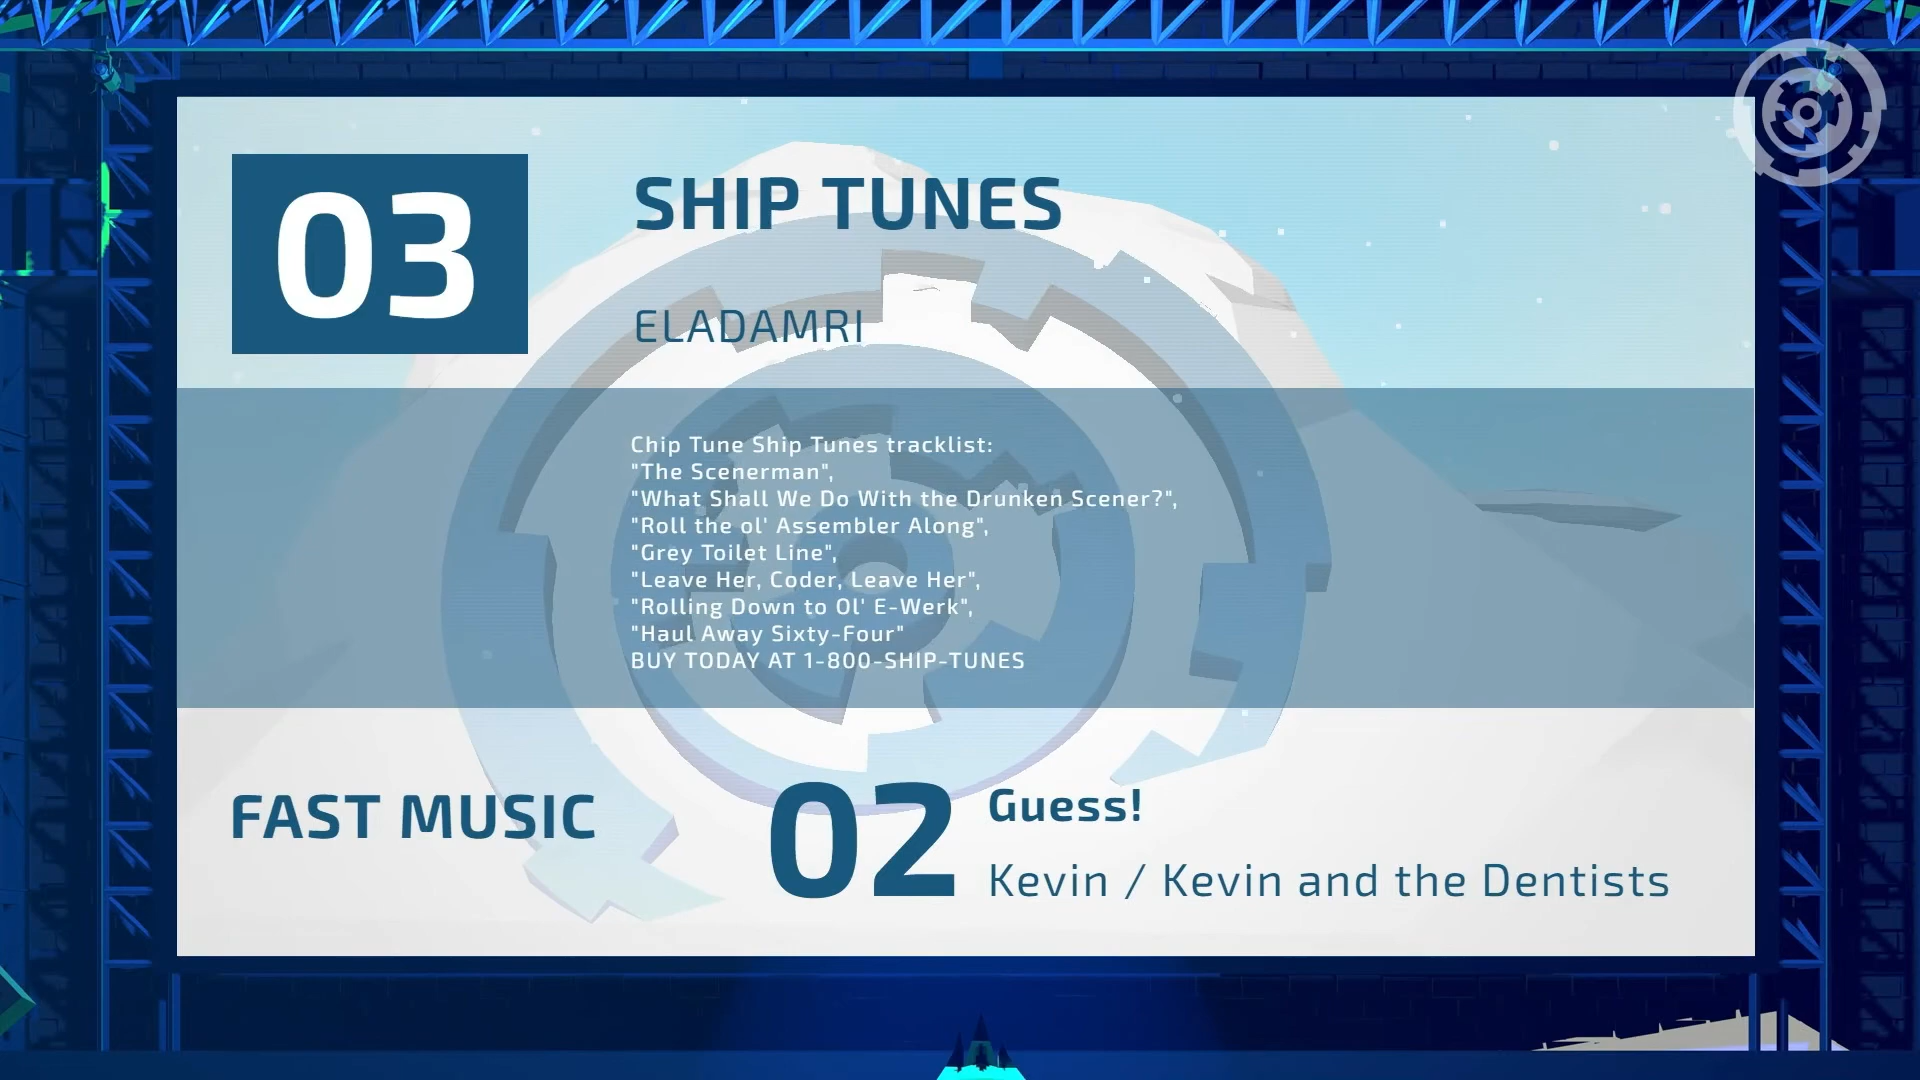 03
SHIP TUNES
ELADAMRI
Chip Tune Ship Tunes tracklist:
"The Scenerman",
"What Shall We Do With the Drunken Scener?",
"Roll the ol' Assembler Along",
"Grey Toilet Line",
"Leave Her, Coder, Leave Her",
"Rolling Down to Ol' E-Werk",
"Haul Away Sixty-Four"
BUY TODAY AT 1-800-SHIP-TUNES
FAST MUSIC
02
Guess!
Kevin / Kevin and the Dentists